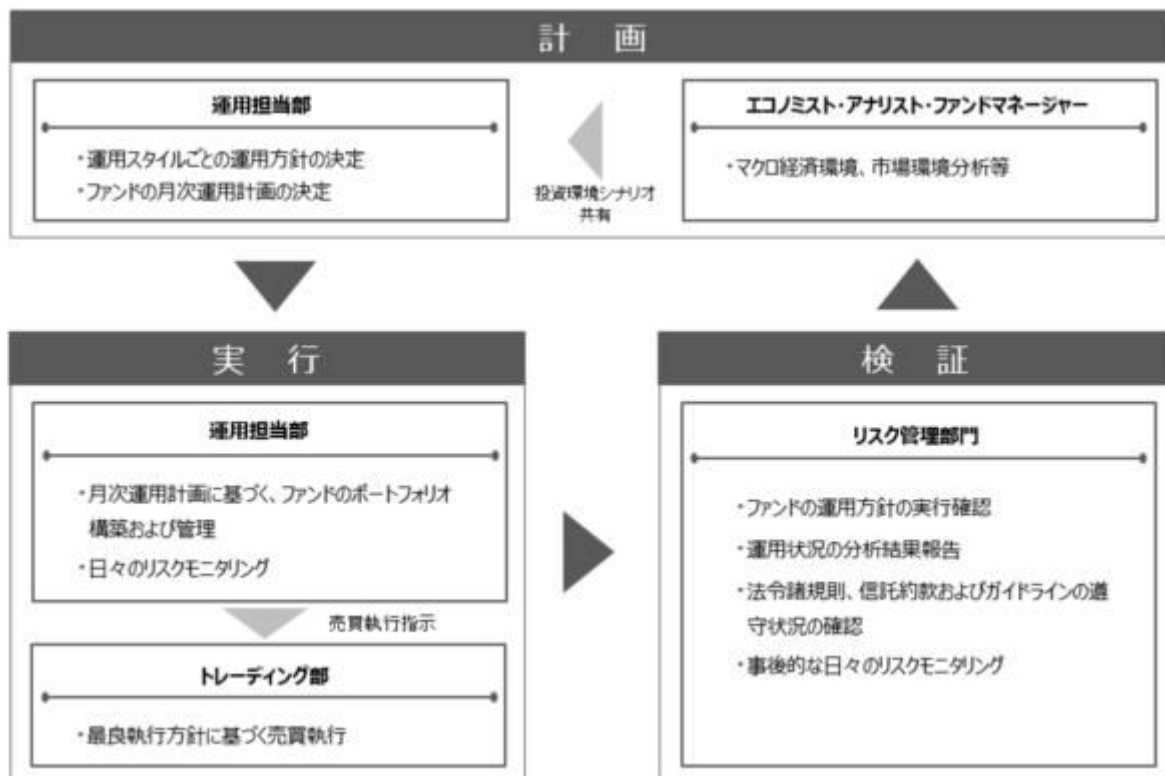 計 画
運用担当部
・運用スタイルごとの運用方針の決定
・ファンドの月次運用計画の決定
投資環境シナリオ
共有
エコノミスト・アナリスト・ファンドマネージャー
・マクロ経済環境、市場環境分析等
実 行
運用担当部
・月次運用計画に基づく、ファンドのポートフォリオ
構築および管理
・日々のリスクモニタリング
売買執行指示
トレーディング部
・最良執行方針に基づく売買執行
検 証
リスク管理部門
・ファンドの運用方針の実行確認
・運用状況の分析結果報告
・法令諸規則、信託約款およびガイドラインの遵
守状況の確認
・事後的な日々のリスクモニタリング